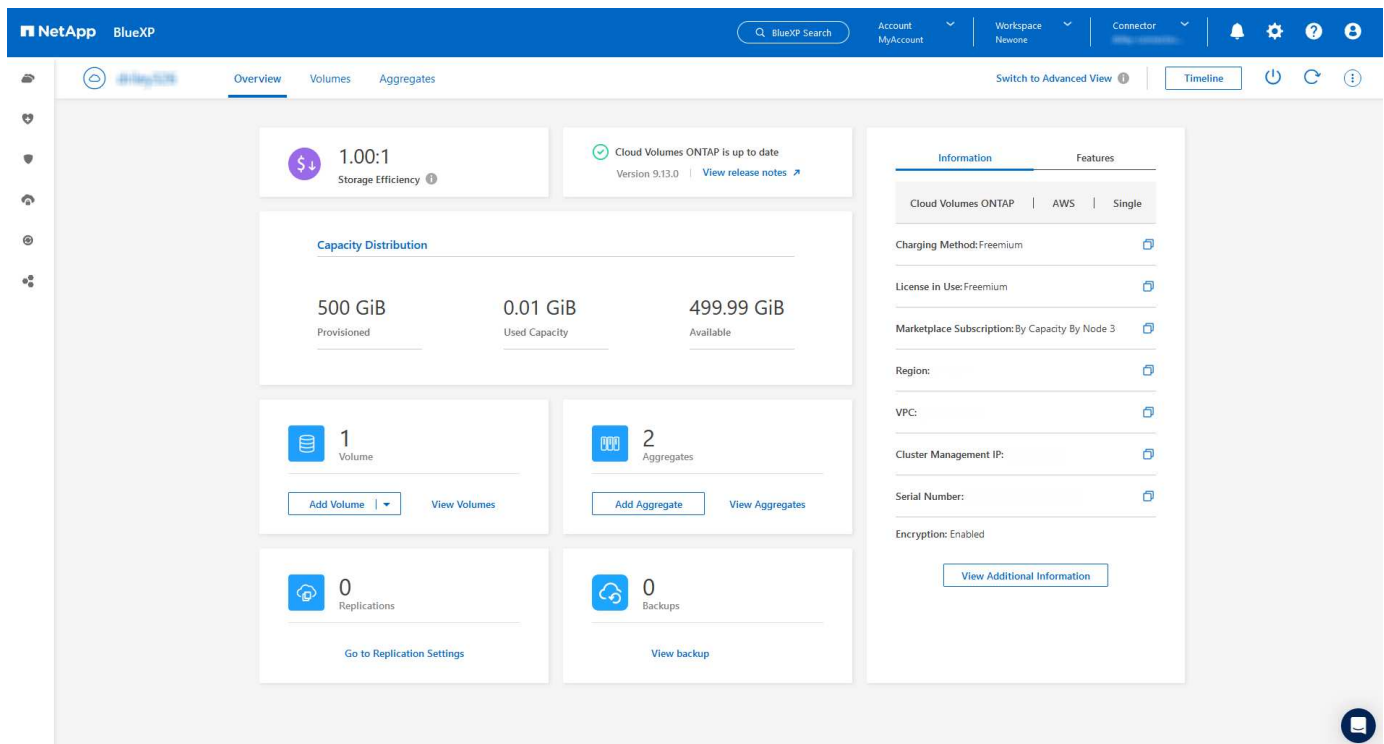 NetApp BlueXP
BlueXP Search
Account
MyAccount
Workspace
Newone
Connector
Overview Volumes Aggregates
Switch to Advanced View
Timeline
1.00:1
Storage Efficiency
Cloud Volumes ONTAP is up to date
Version 9.13.0 | View release notes
Capacity Distribution
500 GiB
Provisioned
0.01 GiB
Used Capacity
499.99 GiB
Available
1
Volume
Add Volume
View Volumes
2
Aggregates
Add Aggregate
View Aggregates
0
Replications
Go to Replication Settings
0
Backups
View backup
Information Features
Cloud Volumes ONTAP | AWS | Single
Charging Method: Freemium
License in Use: Freemium
Marketplace Subscription: By Capacity By Node 3
Region:
VPC:
Cluster Management IP:
Serial Number:
Encryption: Enabled
View Additional Information